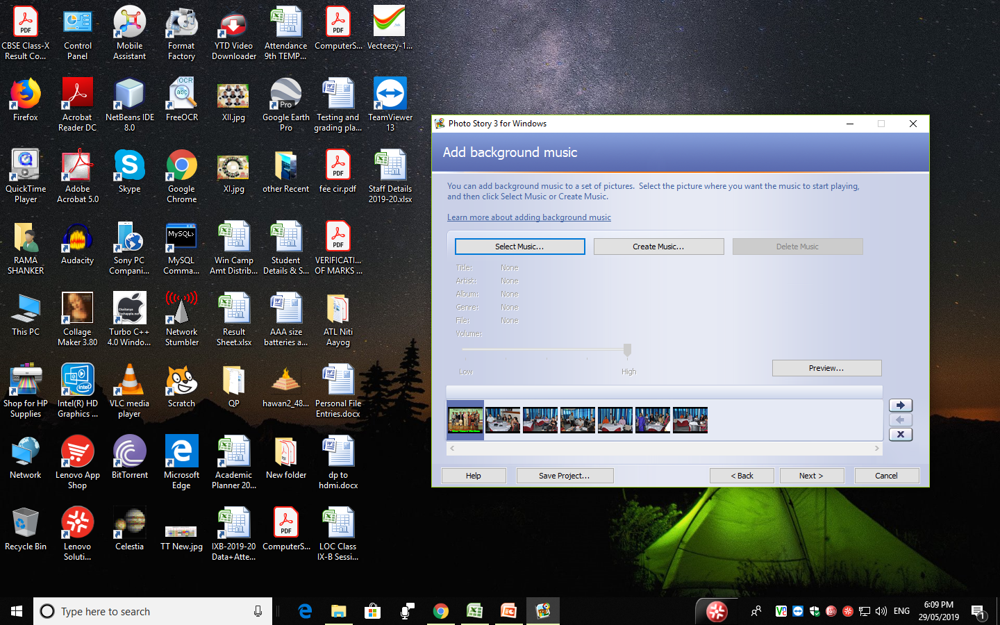 CBSE Class-X
Result Co...
Control
Panel
Mobile
Assistant
Format
Factory
YTD Video
Downloader
Attendance
9th TEMP...
ComputerS...
Vecteezy-1...
Firefox
Acrobat
Reader DC
NetBeans IDE
8.0
FreeOCR
XII.jpg
Google Earth
Pro
Testing and
grading pla...
TeamViewer
13
QuickTime
Player
Adobe
Acrobat 5.0
Skype
Google
Chrome
XI.jpg
other Recent
fee cir.pdf
Staff Details
2019-20.xlsx
RAMA
SHANKER
Audacity
Sony PC
Compani...
MySQL
Comma...
Win Camp
Amt Distrib...
Student
Details & S...
VERIFICATI...
OF MARKS ...
This PC
Collage
Maker 3.80
Turbo C++
4.0 Windo...
Network
Stumbler
Result
Sheet.xlsx
AAA size
batteries a...
ATL Niti
Aayog
Shop for HP
Supplies
Intel(R) HD
Graphics ...
VLC media
player
Scratch
QP
hawan2_48...
Personal File
Entries.docx
Network
Lenovo App
Shop
BitTorrent
Microsoft
Edge
Academic
Planner 20...
New folder
dp to
hdmi.docx
Recycle Bin
Lenovo
Soluti...
Celestia
TT New.jpg
IXB-2019-20
Data+Atte...
ComputerS...
LOC Class
IX-B Sessi...
Photo Story 3 for Windows
Add background music
You can add background music to a set of pictures. Select the picture where you want the music to start playing,
and then click Select Music or Create Music.
Learn more about adding background music
Select Music...
Create Music...
Delete Music
Title: None
Artist: None
Album: None
Genre: None
File: None
Volume:
Low High
Preview...
Help
Save Project...
< Back
Next >
Cancel
Type here to search
ENG
6:09 PM
29/05/2019
1